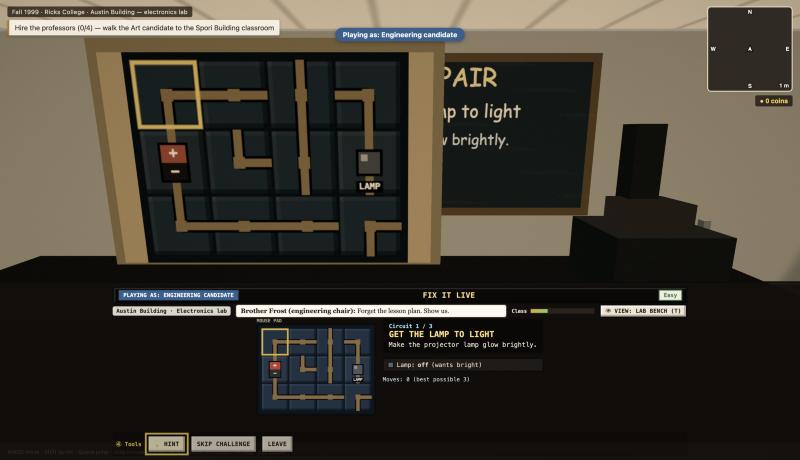 Fall 1999 · Ricks College · Austin Building — electronics lab
Hire the professors (0/4) — walk the Art candidate to the Spori Building classroom
Playing as: Engineering candidate
N
W A E
S 1 m
● 0 coins
PAIR
mp to light
w brightly.
+
−
LAMP
PLAYING AS: ENGINEERING CANDIDATE
FIX IT LIVE
Easy
Austin Building · Electronics lab
Brother Frost (engineering chair): Forget the lesson plan. Show us.
Class
VIEW: LAB BENCH (T)
MOUSE PAD
Circuit 1 / 3
GET THE LAMP TO LIGHT
Make the projector lamp glow brightly.
Lamp: off (wants bright)
Moves: 0 (best possible 3)
+
−
LAMP
Tools
HINT
SKIP CHALLENGE
LEAVE